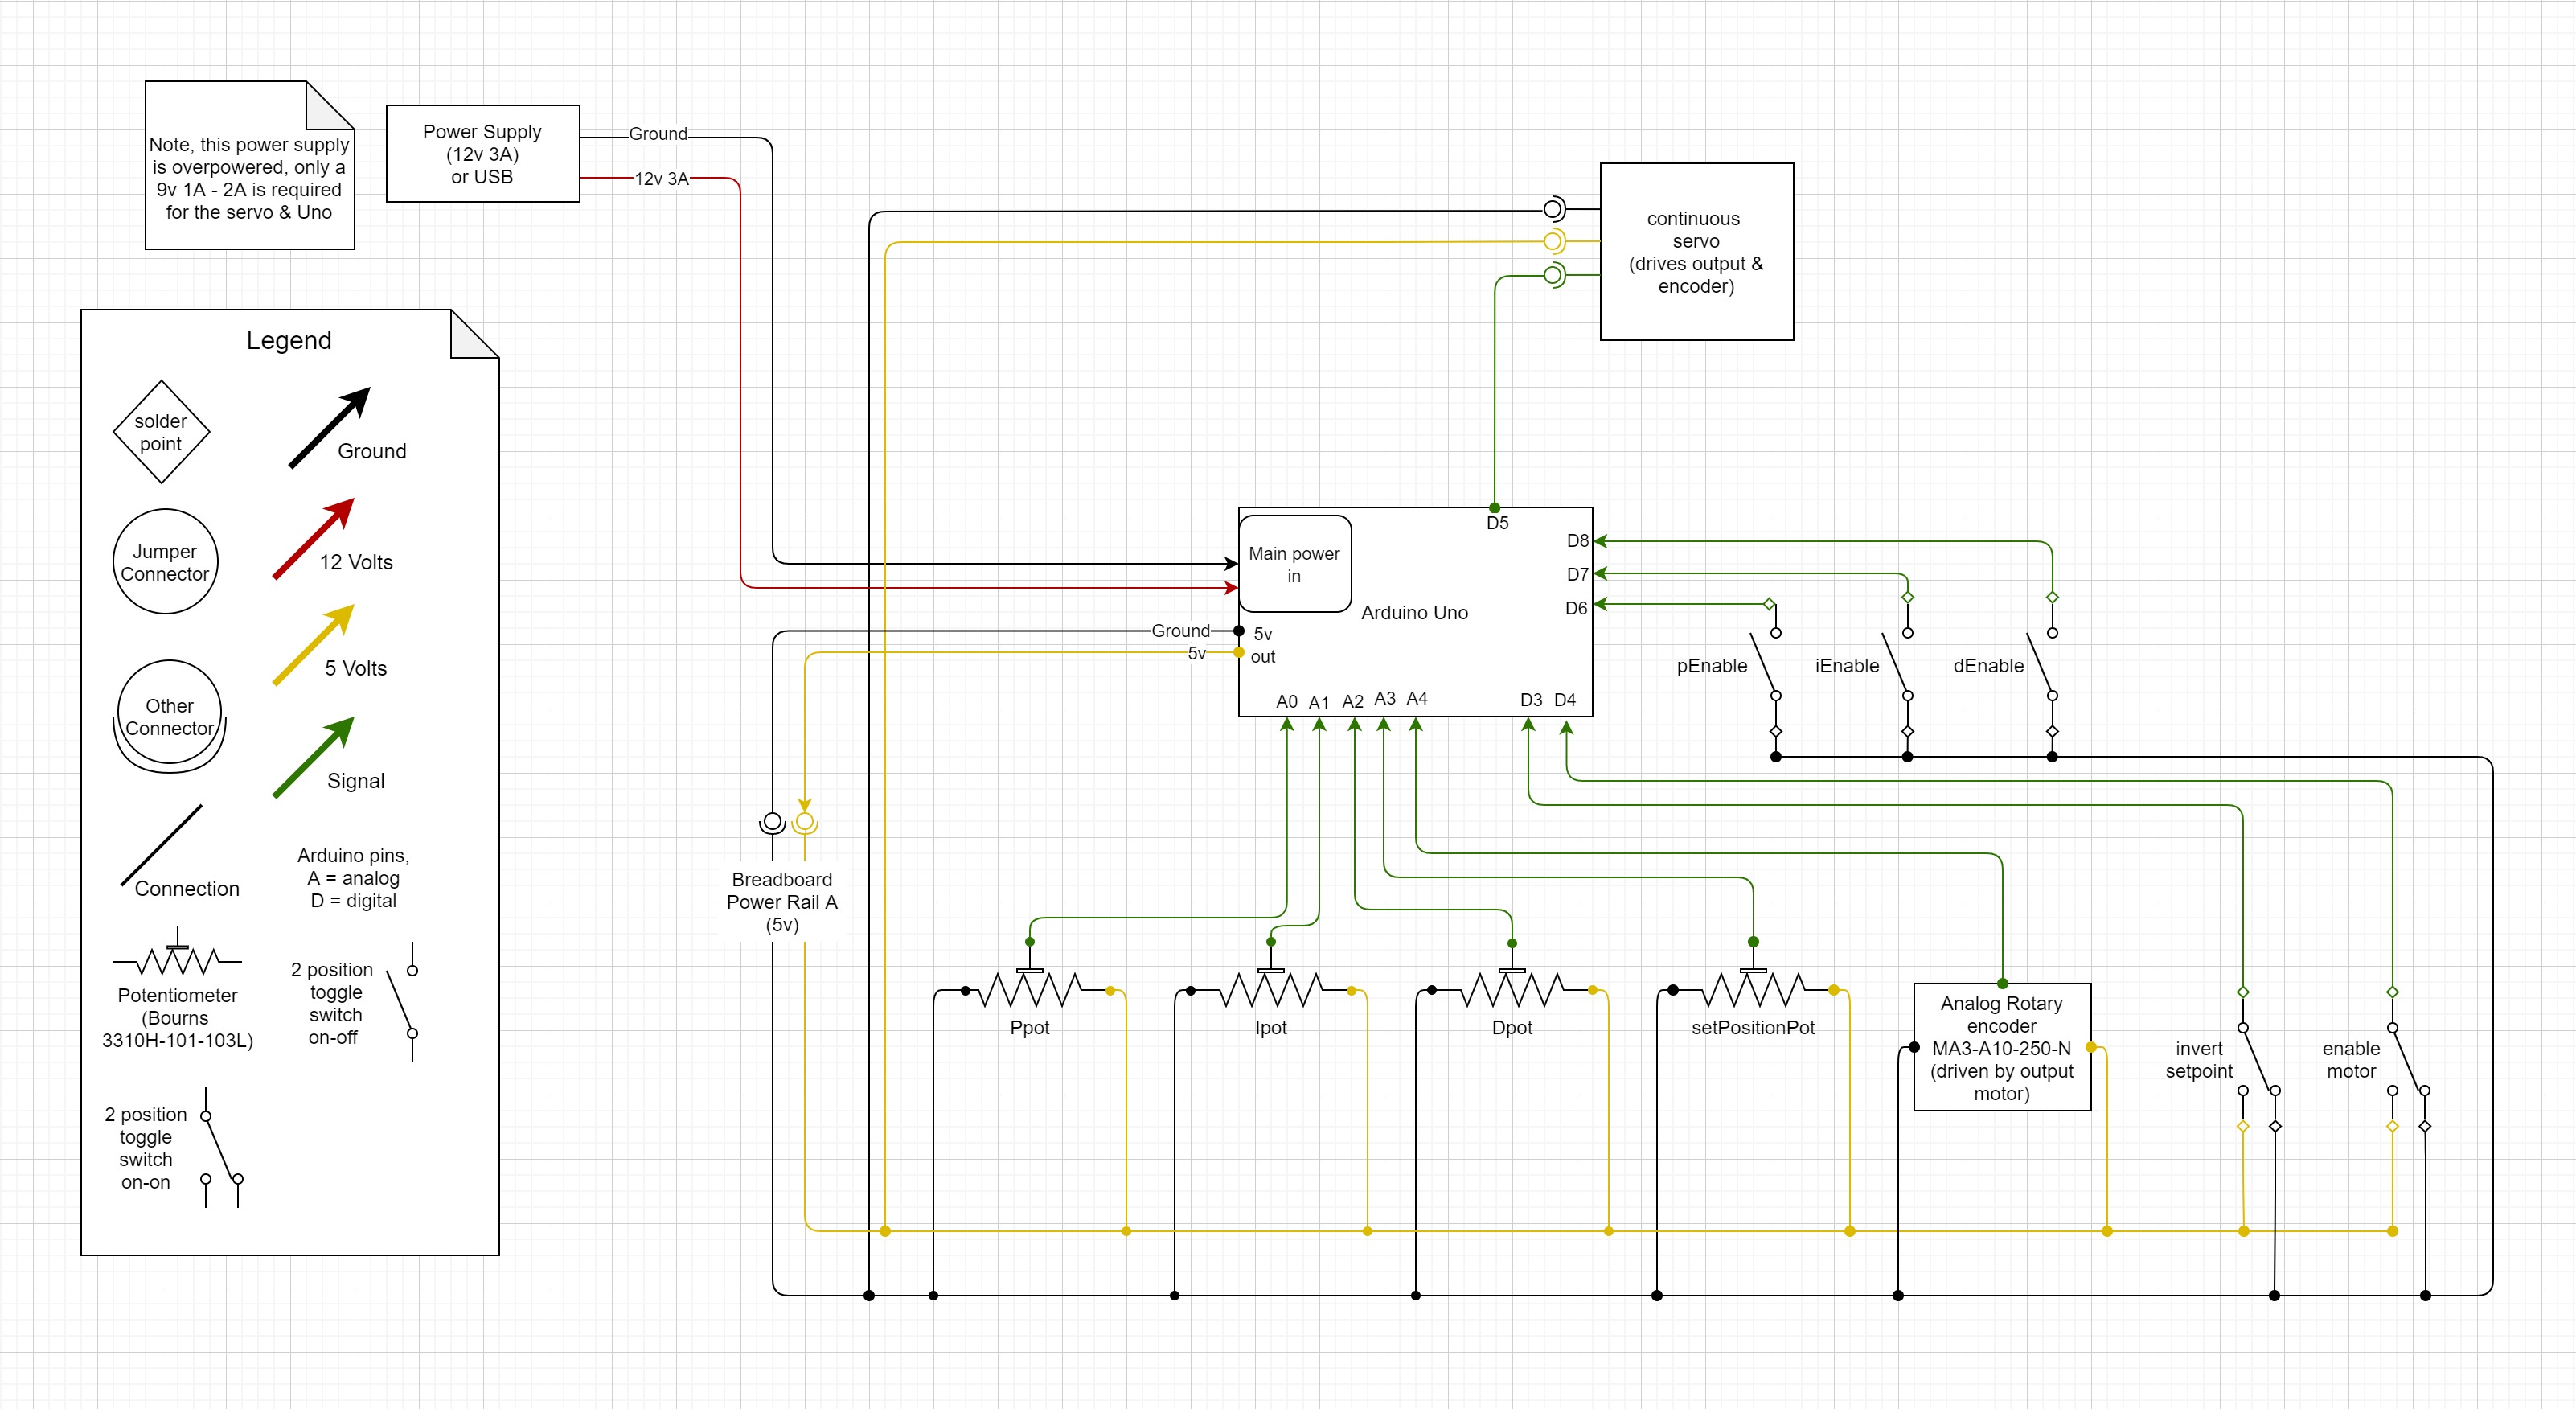 Note, this power supply
is overpowered, only a
9v 1A - 2A is required
for the servo & Uno
Power Supply
(12v 3A)
or USB
Ground
12v 3A
continuous
servo
(drives output &
encoder)
Legend
solder
point
Ground
Jumper
Connector
12 Volts
5 Volts
Other
Connector
Signal
Connection
Arduino pins,
A = analog
D = digital
Potentiometer
(Bourns
3310H-101-103L)
2 position
toggle
switch
on-off
2 position
toggle
switch
on-on
D5
Main power
in
Arduino Uno
D8
D7
D6
Ground
5v
5v
out
A0
A1
A2
A3
A4
D3
D4
pEnable
iEnable
dEnable
Breadboard
Power Rail A
(5v)
Ppot
Ipot
Dpot
setPositionPot
Analog Rotary
encoder
MA3-A10-250-N
(driven by output
motor)
invert
setpoint
enable
motor